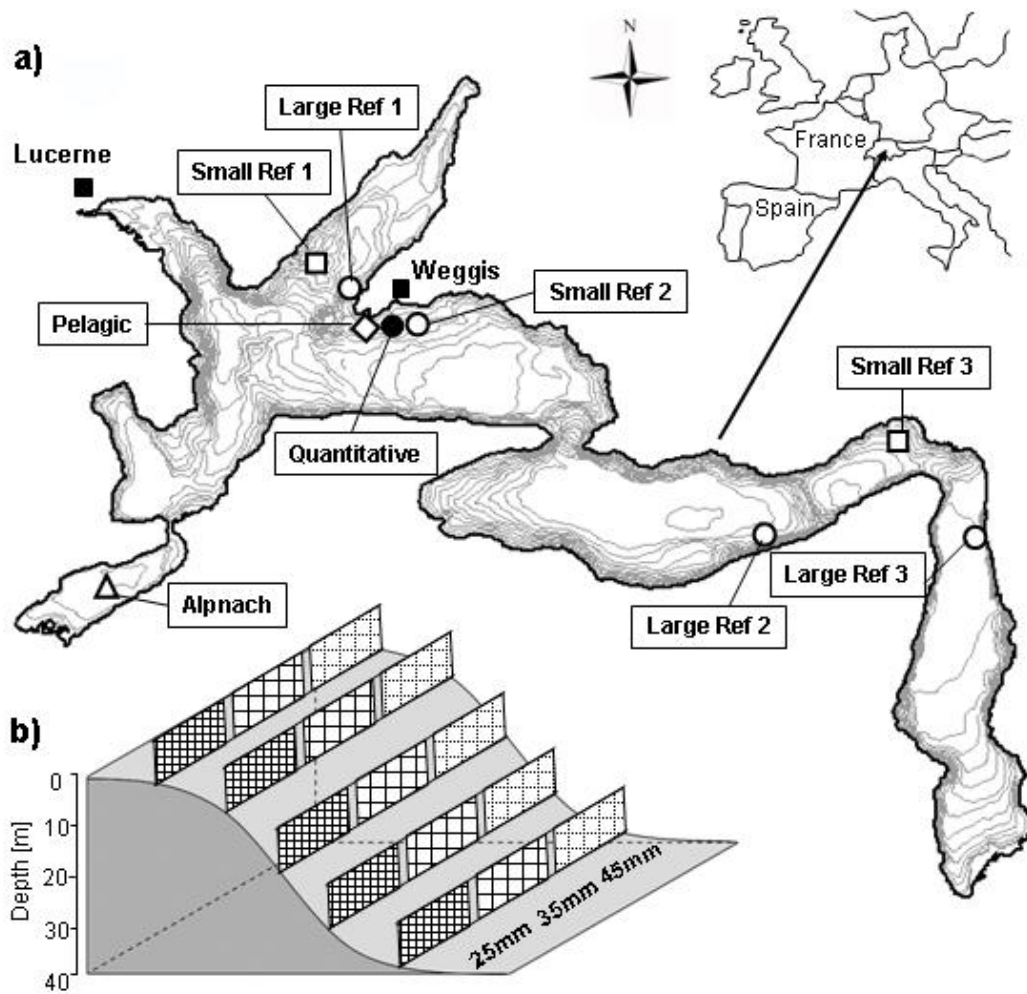 a)
N
Large Ref 1
Lucerne
Small Ref 1
France
Spain
Weggis
Small Ref 2
Pelagic
Small Ref 3
Quantitative
Large Ref 3
Alpnach
Large Ref 2
b)
0
10
20
30
40
Depth [m]
25mm 35mm 45mm